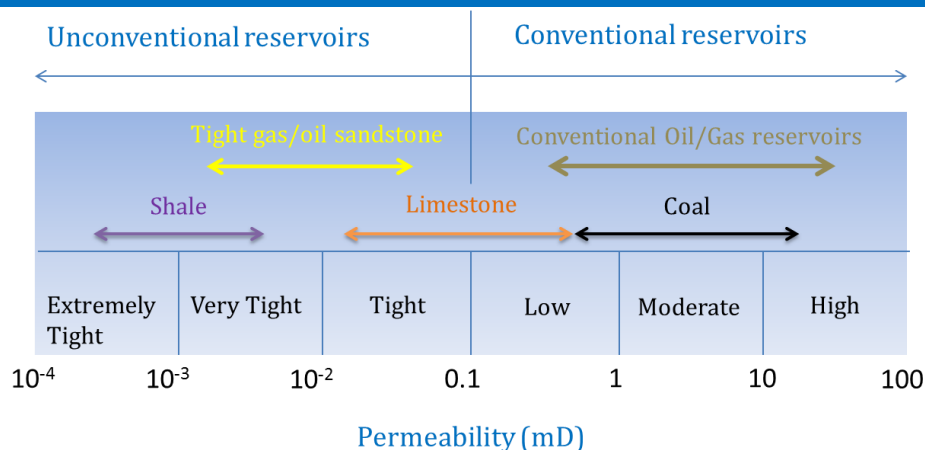 Unconventional reservoirs
Conventional reservoirs
Tight gas/oil sandstone
Conventional Oil/Gas reservoirs
Shale
Limestone
Coal
Extremely
Tight
Very Tight
Tight
Low
Moderate
High
10⁻⁴
10⁻³
10⁻²
0.1
1
10
100
Permeability (mD)